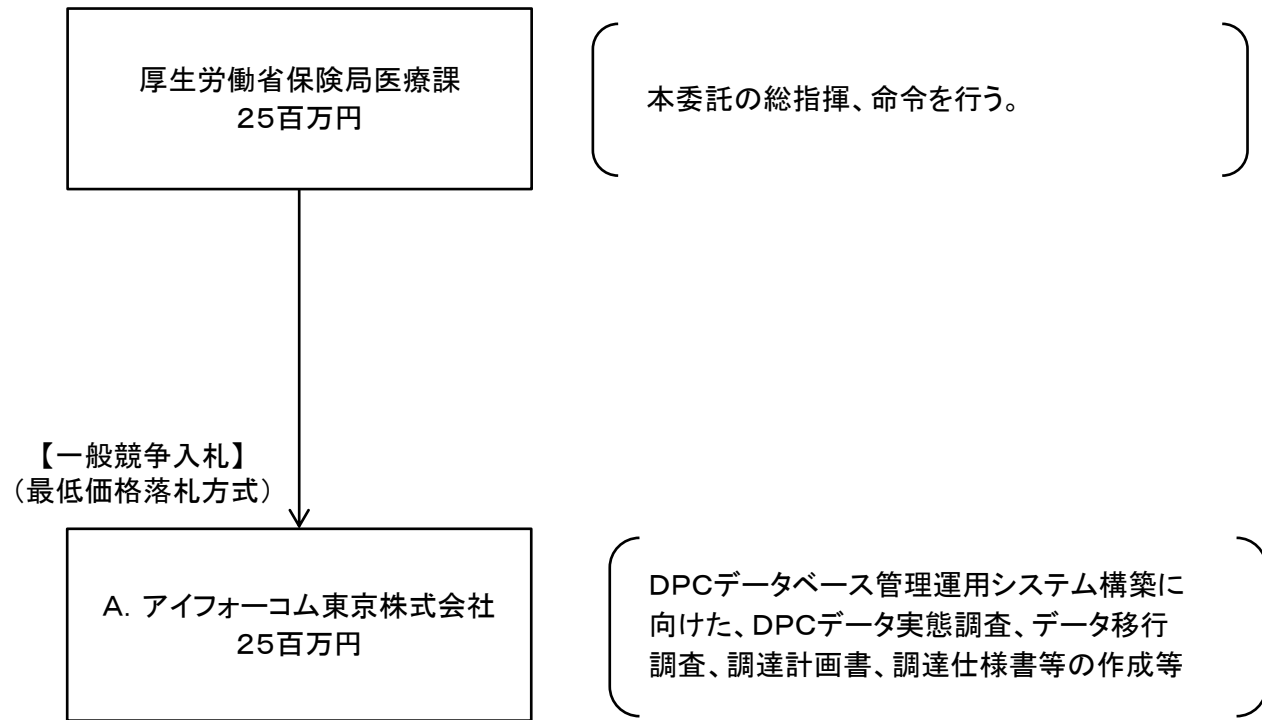 厚生労働省保険局医療課
25百万円
本委託の総指揮、命令を行う。
【一般競争入札】
（最低価格落札方式）
A．アイフォーコム東京株式会社
25百万円
DPCデータベース管理運用システム構築に
向けた、DPCデータ実態調査、データ移行
調査、調達計画書、調達仕様書等の作成等